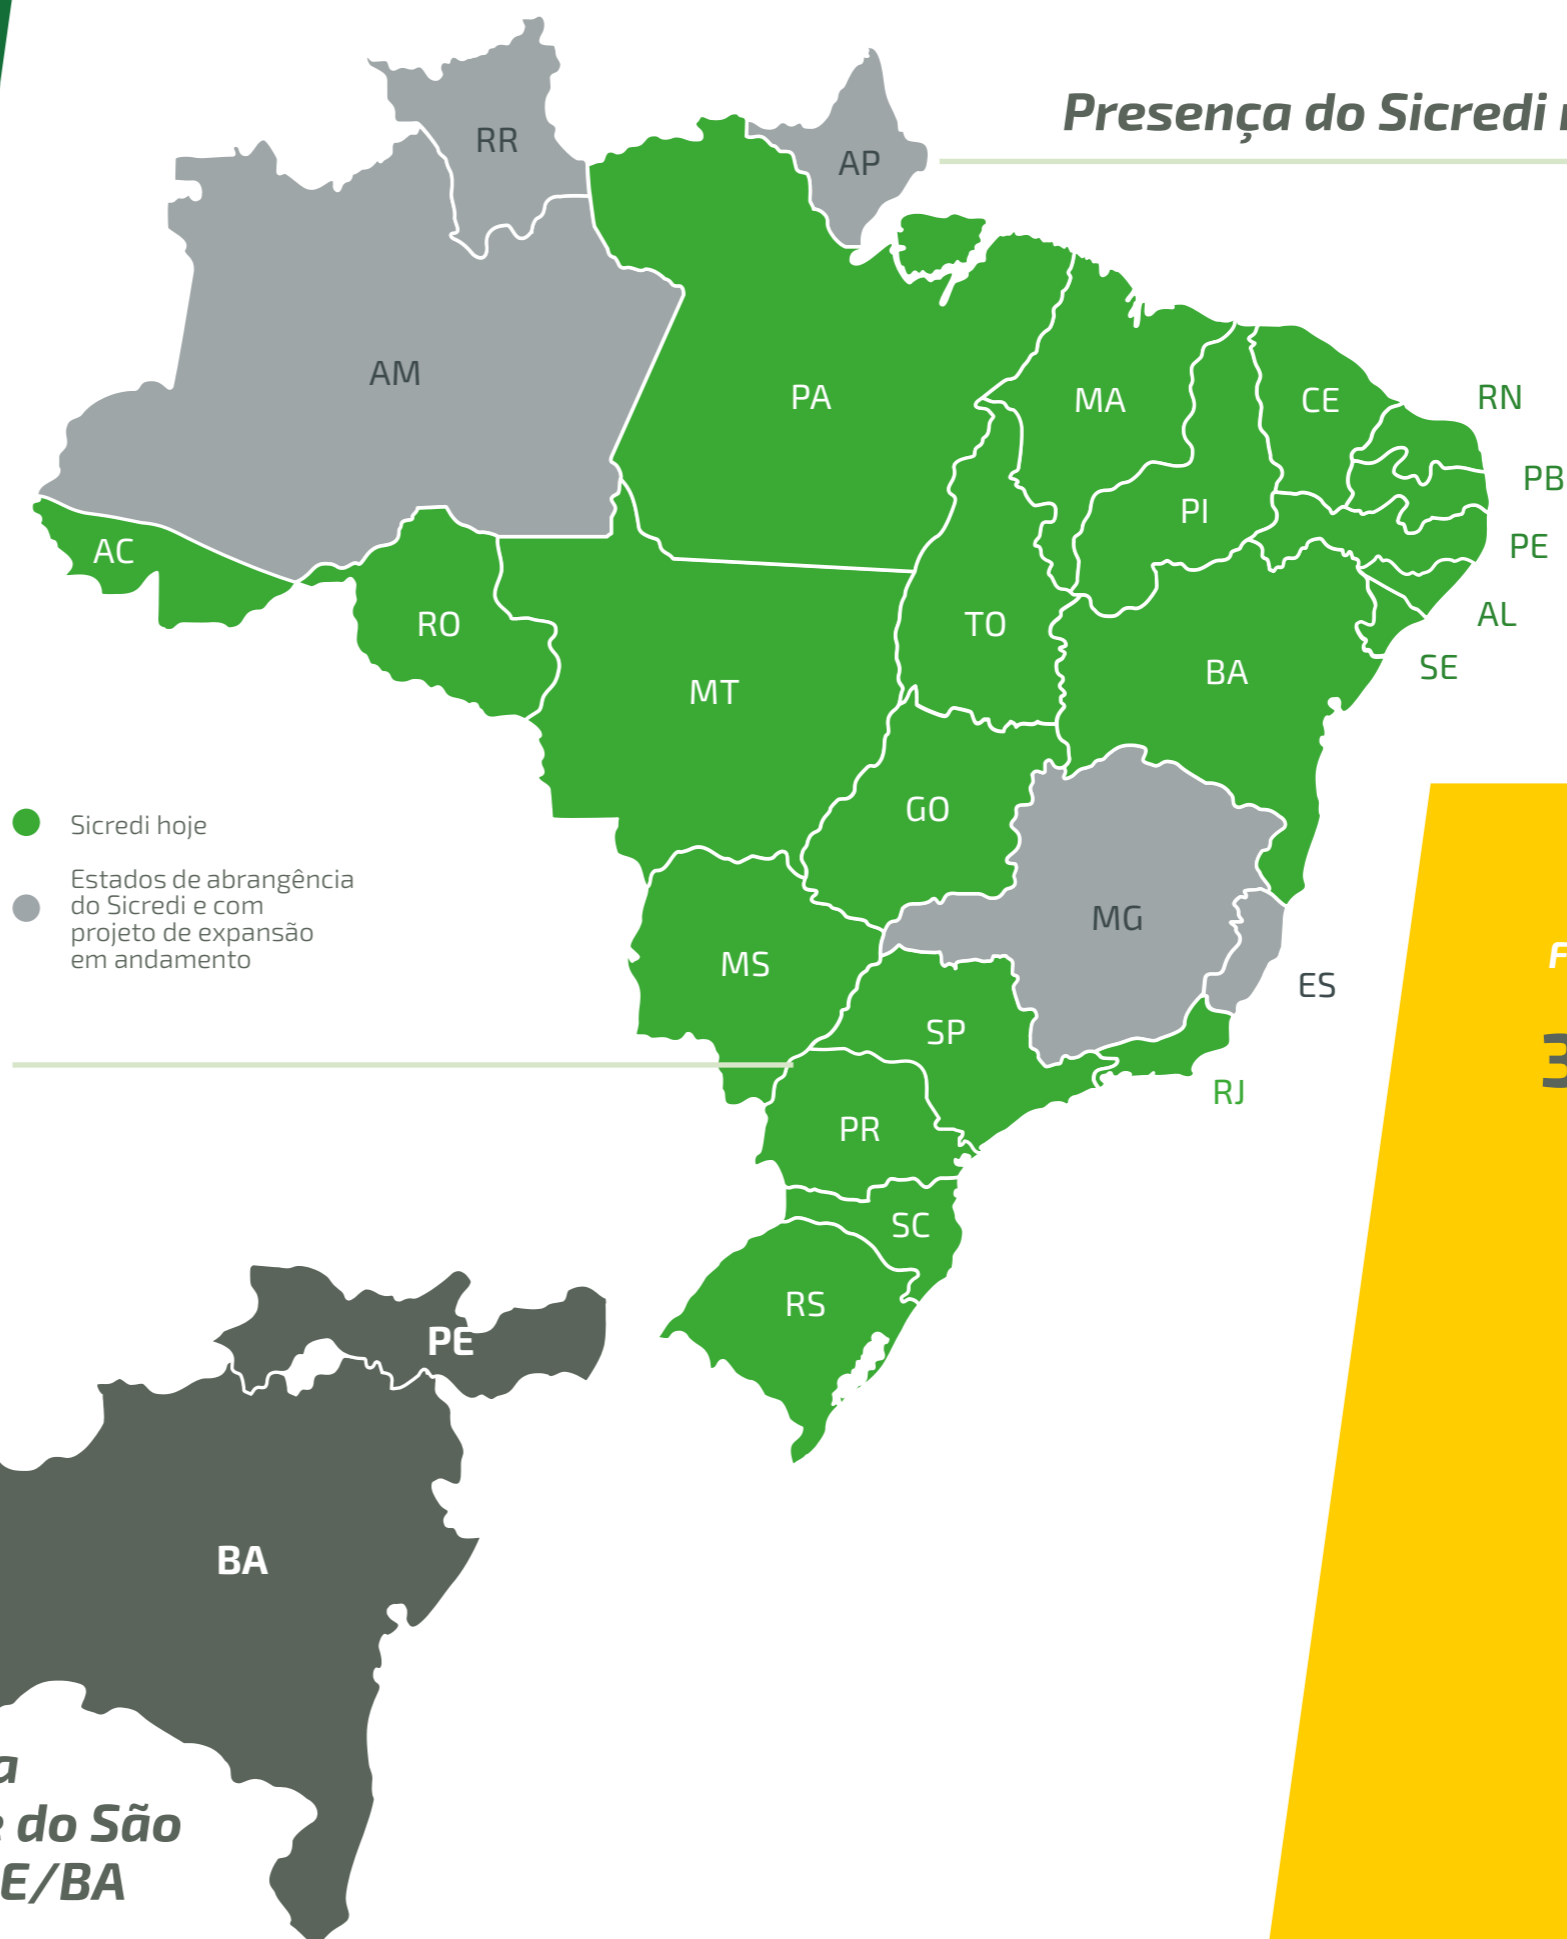 Presença do Sicredi
RR
AP
AM
PA
MA
CE
RN
PB
PI
PE
AC
RO
TO
AL
MT
BA
SE
GO
Sicredi hoje
Estados de abrangência
do Sicredi e com
projeto de expansão
em andamento
MG
MS
ES
SP
3
RJ
PR
SC
RS
PE
BA
a
do São
E/BA